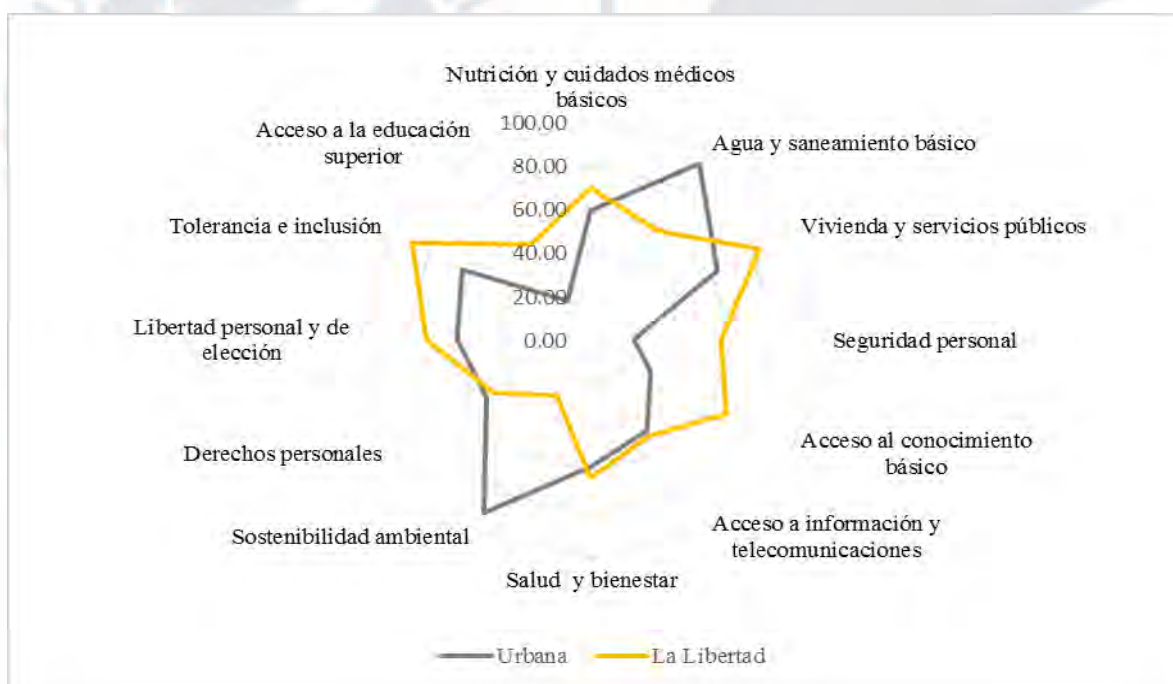 Nutrición y cuidados médicos
básicos
100.00
80.00
60.00
40.00
20.00
0.00
Agua y saneamiento básico
Vivienda y servicios públicos
Seguridad personal
Acceso al conocimiento
básico
Acceso a información y
telecomunicaciones
Salud y bienestar
Sostenibilidad ambiental
Derechos personales
Libertad personal y de
elección
Tolerancia e inclusión
Acceso a la educación
superior
Urbana
La Libertad